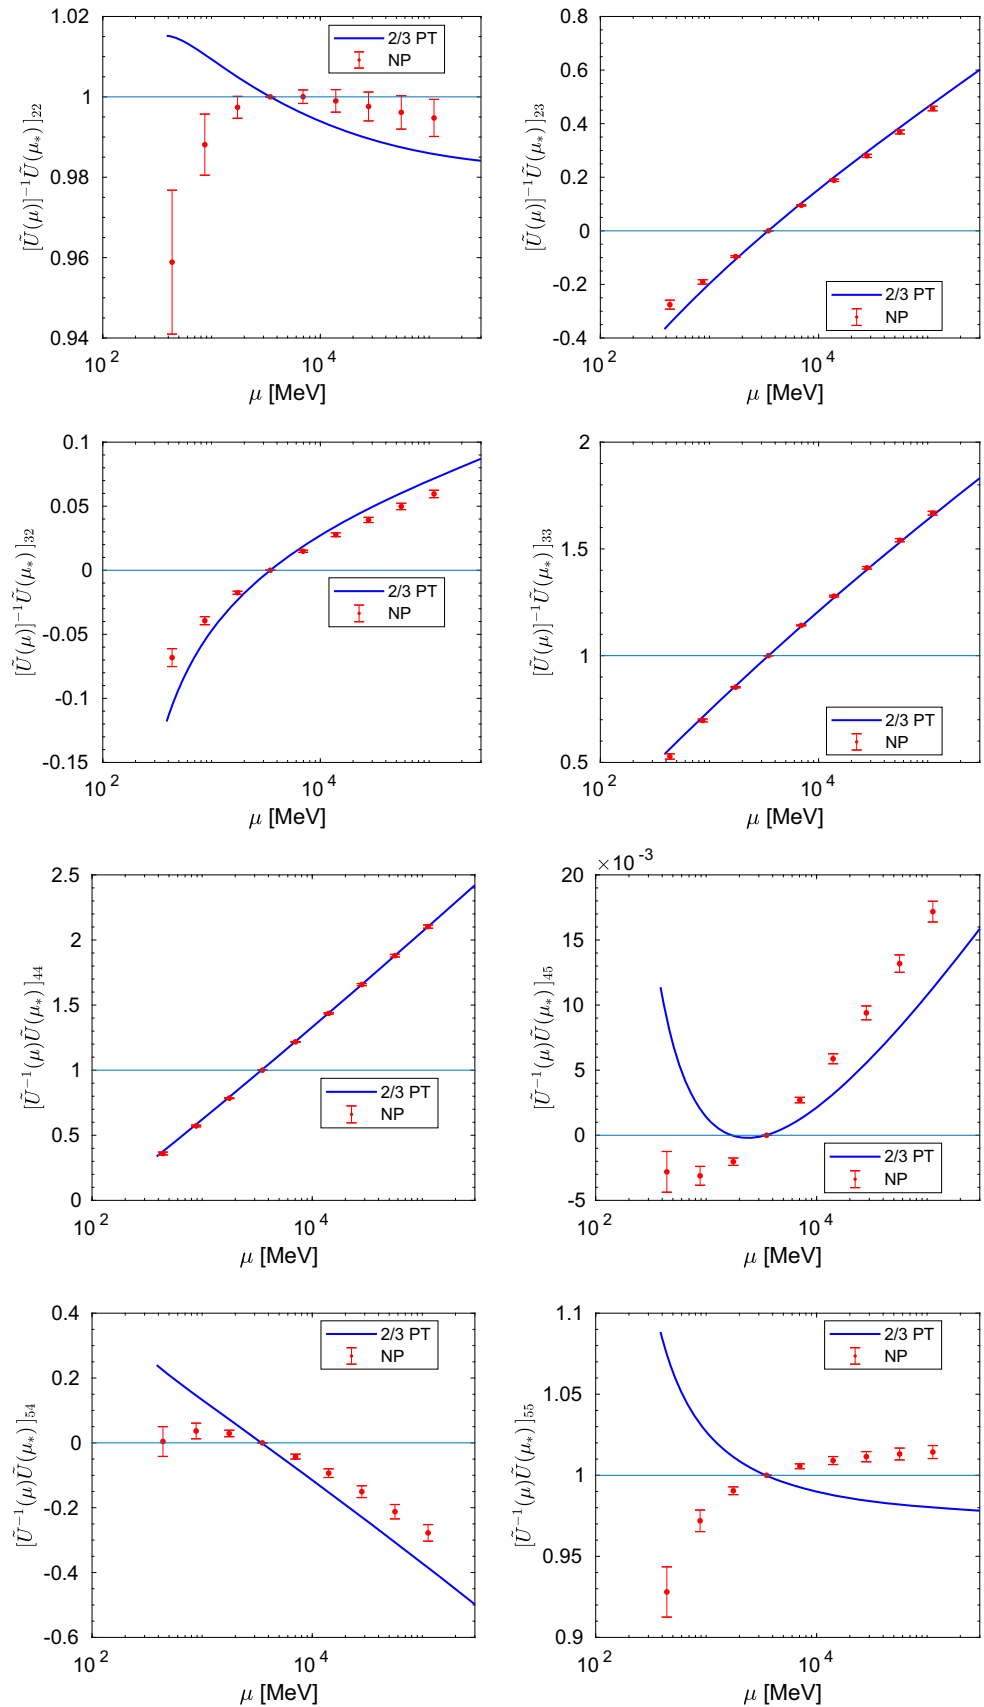 1.02
1
0.98
0.96
0.94
[Ũ(μ)]⁻¹Ũ(μ*)]₂₂
2/3 PT
NP
10²
10⁴
μ [MeV]
0.8
0.6
0.4
0.2
0
-0.2
-0.4
[Ũ(μ)]⁻¹Ũ(μ*)]₂₃
2/3 PT
NP
10²
10⁴
μ [MeV]
0.1
0.05
0
-0.05
-0.1
-0.15
[Ũ(μ)]⁻¹Ũ(μ*)]₃₂
2/3 PT
NP
10²
10⁴
μ [MeV]
2
1.5
1
0.5
[Ũ(μ)]⁻¹Ũ(μ*)]₃₃
2/3 PT
NP
10²
10⁴
μ [MeV]
2.5
2
1.5
1
0.5
0
[Ũ⁻¹(μ)Ũ(μ*)]₄₄
2/3 PT
NP
10²
10⁴
μ [MeV]
×10⁻³
20
15
10
5
0
-5
[Ũ⁻¹(μ)Ũ(μ*)]₄₅
2/3 PT
NP
10²
10⁴
μ [MeV]
0.4
0.2
0
-0.2
-0.4
-0.6
[Ũ⁻¹(μ)Ũ(μ*)]₅₄
2/3 PT
NP
10²
10⁴
μ [MeV]
1.1
1.05
1
0.95
0.9
[Ũ⁻¹(μ)Ũ(μ*)]₅₅
2/3 PT
NP
10²
10⁴
μ [MeV]